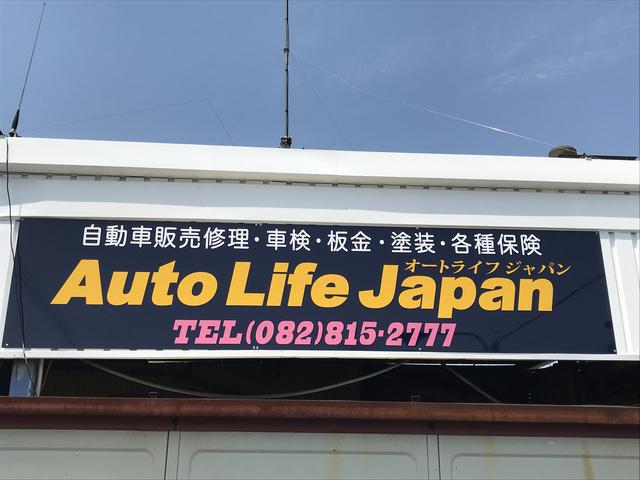 自動車販売修理・車検・板金・塗装・各種保険
オートライフジャパン
Auto Life Japan
TEL(082)815-2777